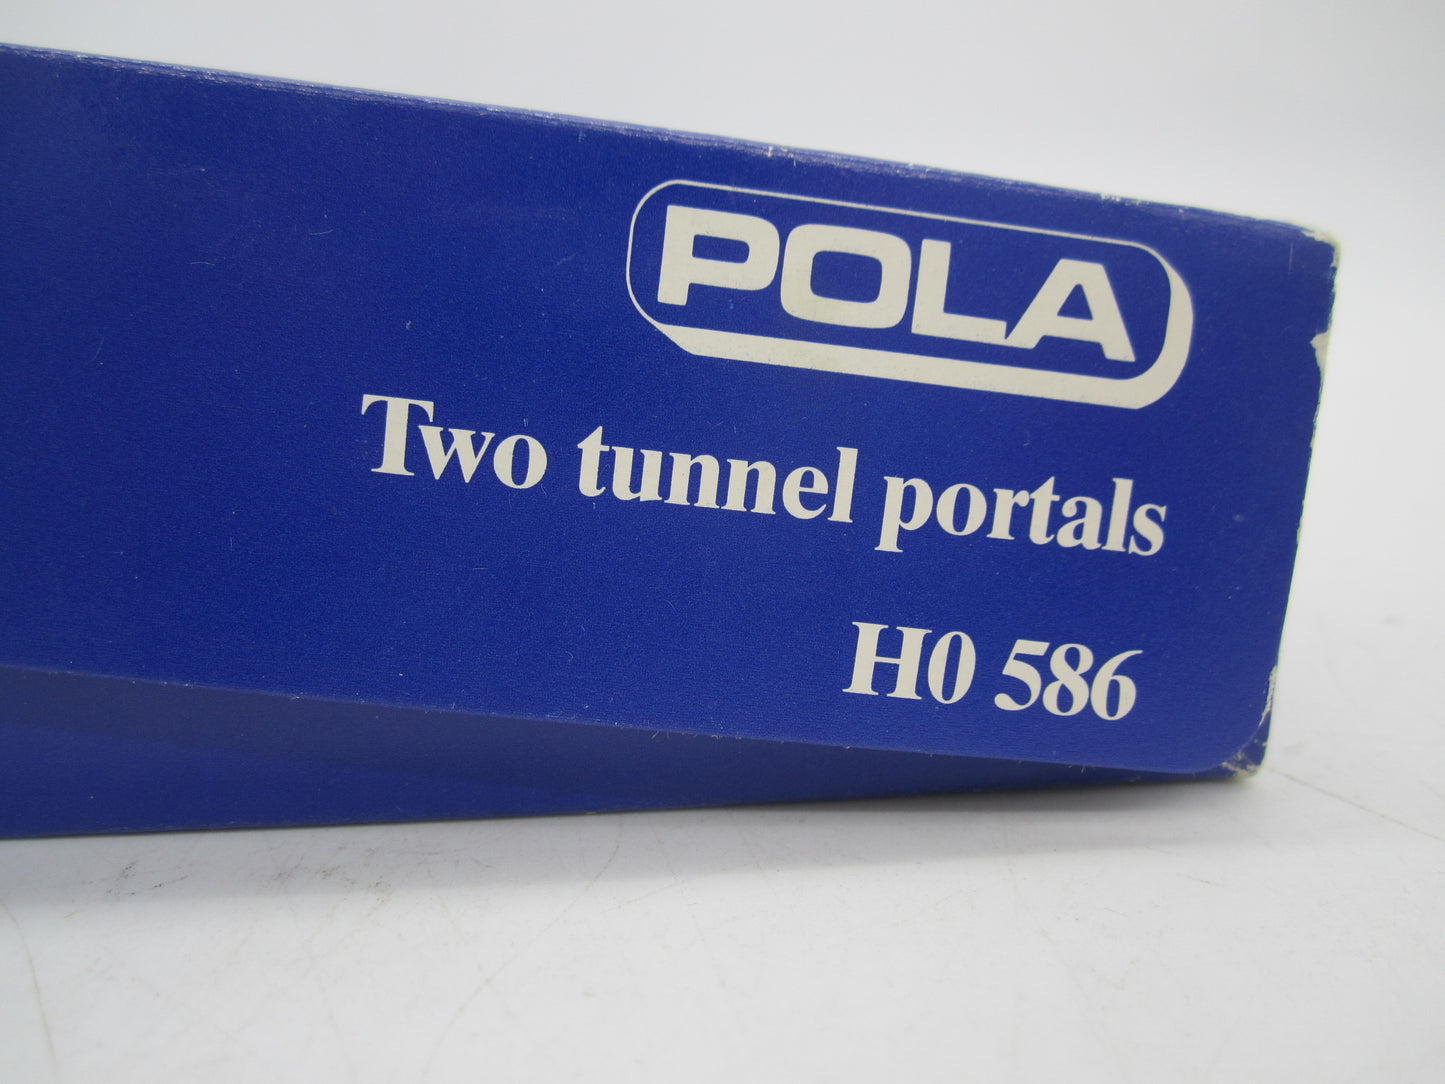 POLA
Two tunnel portals
H0 586